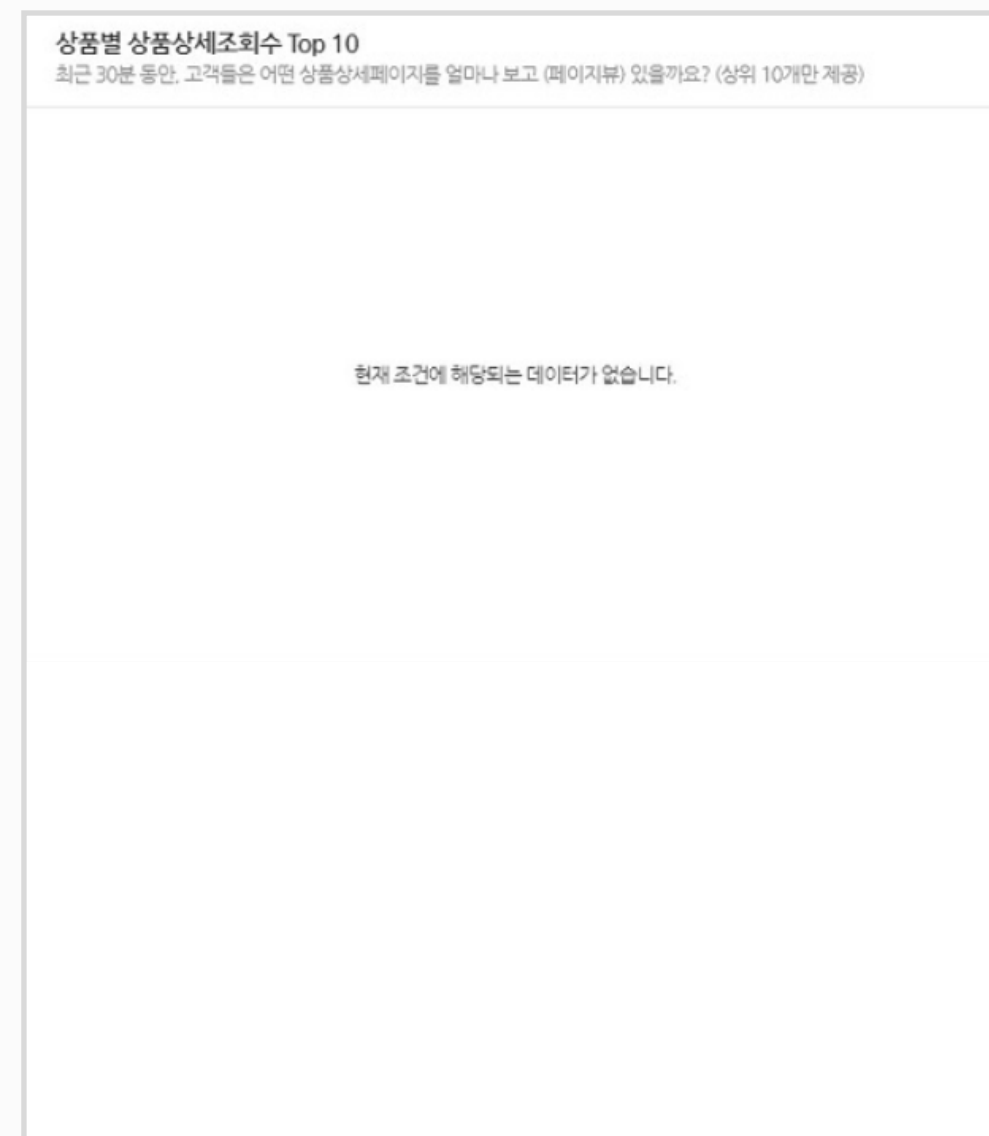 상품별 상품상세조회수 Top 10
최근 30분 동안, 고객들은 어떤 상품상세페이지를 얼마나 보고 (페이지뷰) 있을까요? (상위 10개만 제공)
현재 조건에 해당되는 데이터가 없습니다.